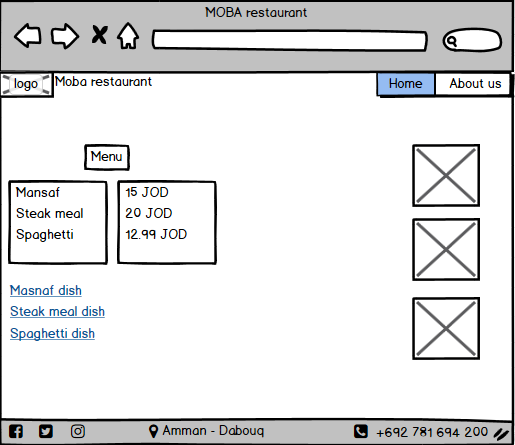 MOBA restaurant
logo
Moba restaurant
Home
About us
Menu
Mansaf
15 JOD
Steak meal
20 JOD
Spaghetti
12.99 JOD
Masnaf dish
Steak meal dish
Spaghetti dish
Amman - Dabouq
+692 781 694 200